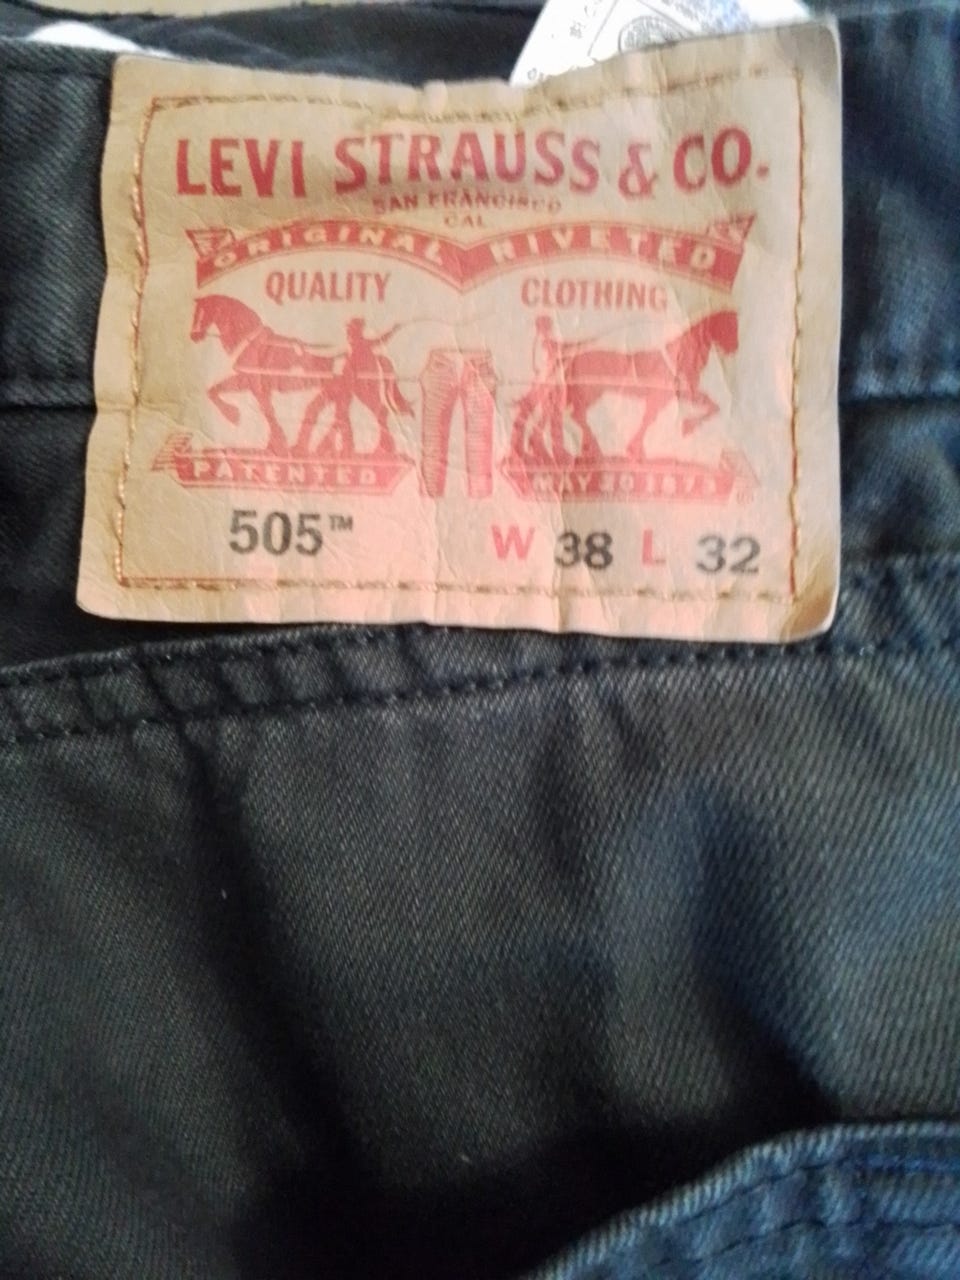 LEVI STRAUSS & CO.
SAN FRANCISCO
CAL
ORIGINAL RIVETED
QUALITY CLOTHING
PATENTED MAY 20 1873
505™ W 38 L 32